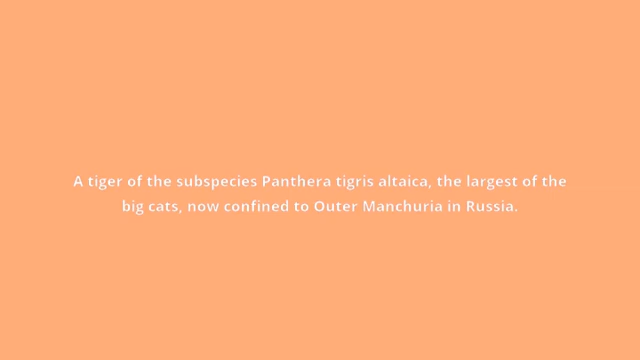 A tiger of the subspecies Panthera tigris altaica, the largest of the
big cats, now confined to Outer Manchuria in Russia.